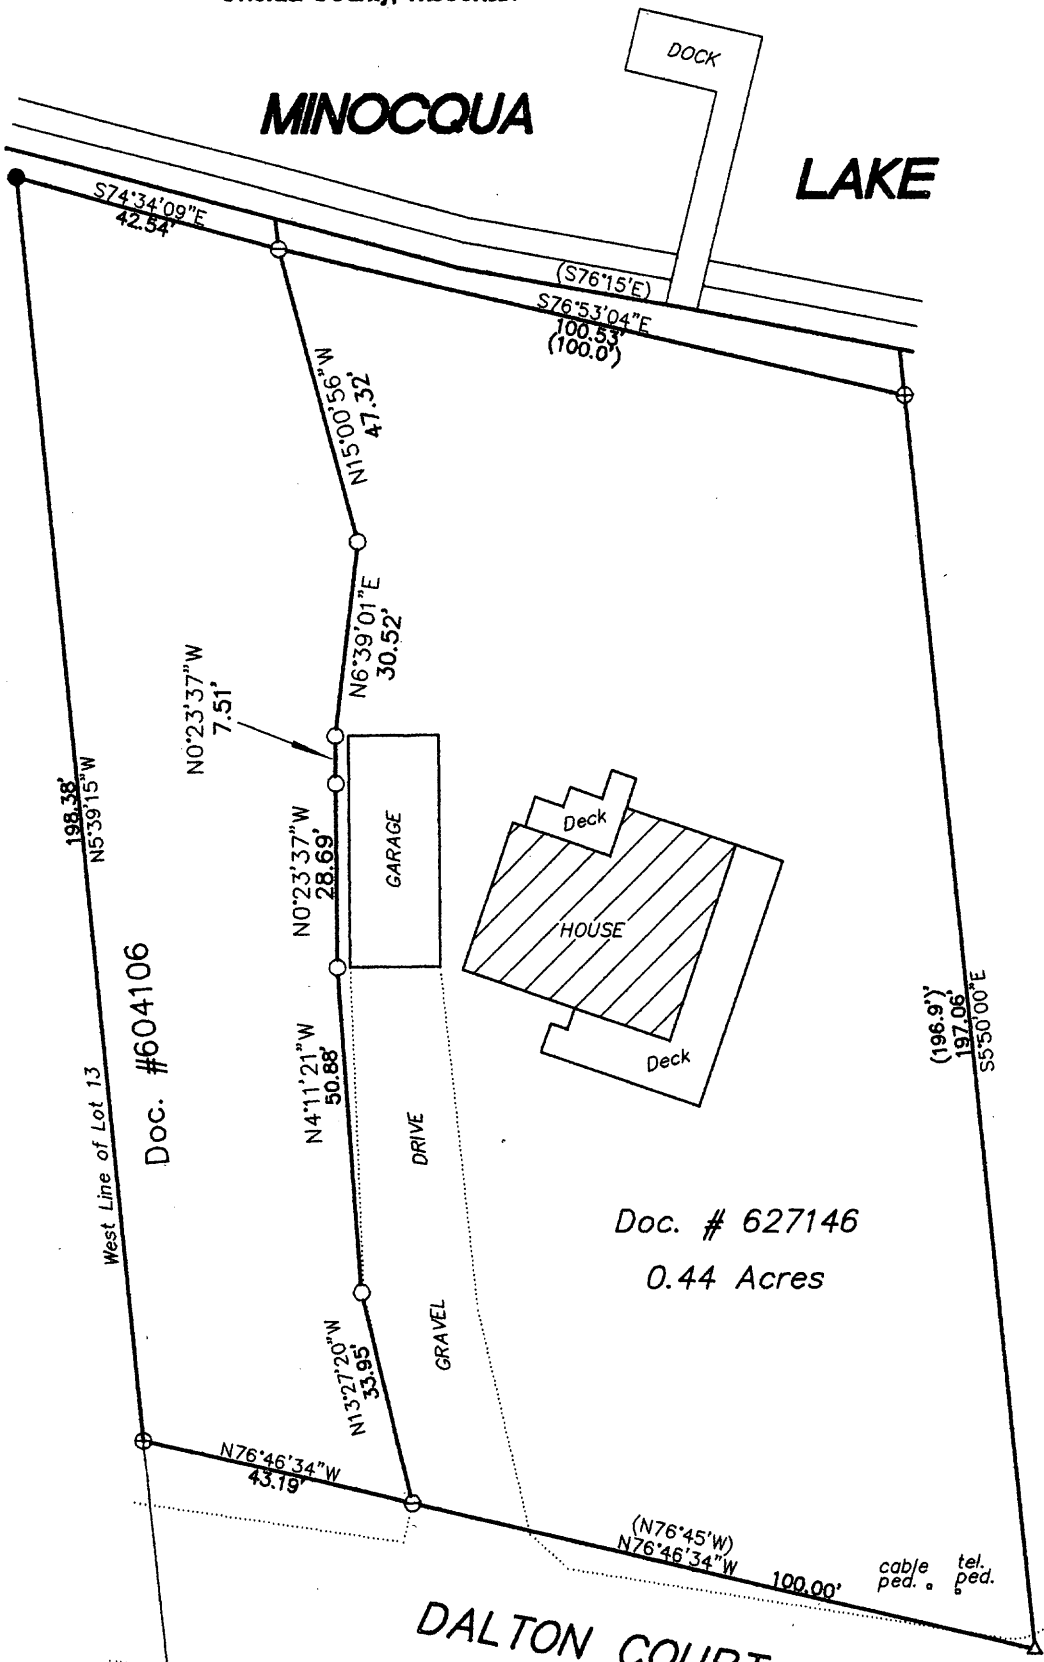 DOCK
MINOCQUA
LAKE
S74°34'09"E
42.54'
(S76°15'E)
S76°53'04"E
100.53'
(100.0')
N15°00'56"W
47.32'
N6°39'01"E
30.52'
N0°23'37"W
7.51'
198.38'
N5°39'15"W
N0°23'37"W
28.69'
GARAGE
Deck
HOUSE
Deck
Doc. #604106
(196.9')
197.06'
S5°50'00"E
N4°11'21"W
50.88'
West Line of Lot 13
DRIVE
GRAVEL
Doc. # 627146
0.44 Acres
N13°27'20"W
33.95'
N76°46'34"W
43.19'
(N76°45'W)
N76°46'34"W
100.00'
cable
ped.
tel.
ped.
DALTON COURT